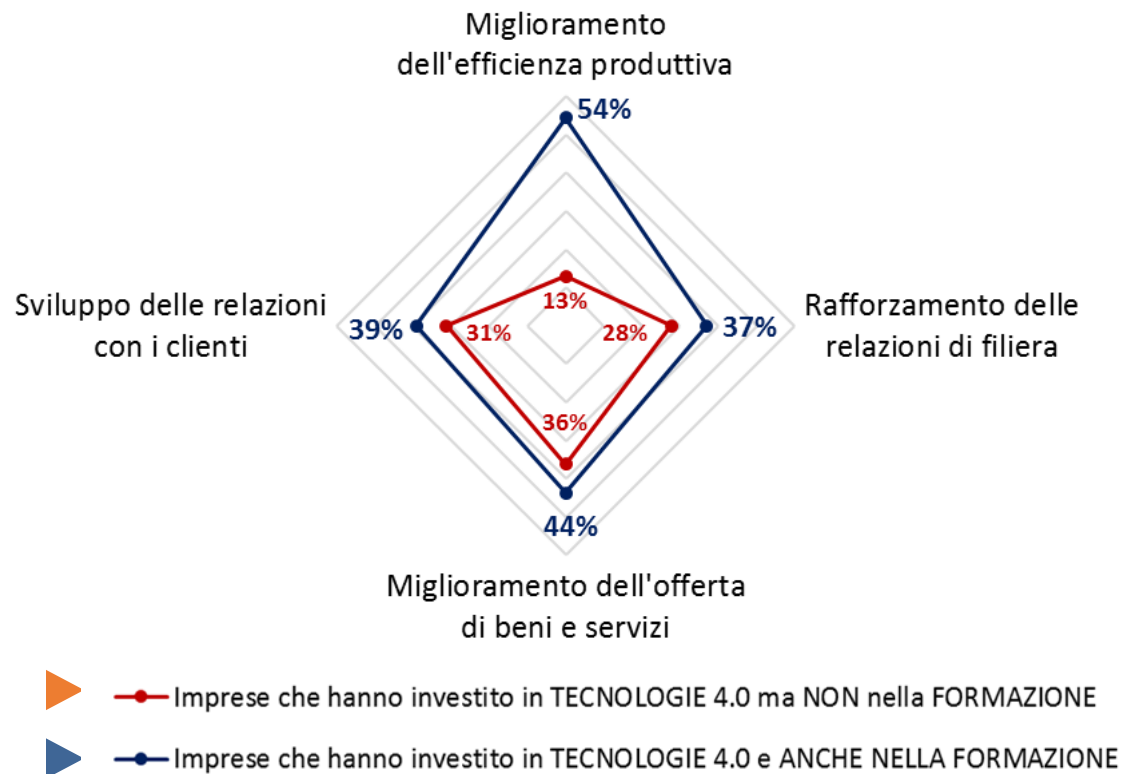 Miglioramento
dell'efficienza produttiva
54%
13%
Sviluppo delle relazioni
con i clienti
39%
31%
28%
37%
Rafforzamento delle
relazioni di filiera
36%
44%
Miglioramento dell'offerta
di beni e servizi
Imprese che hanno investito in TECNOLOGIE 4.0 ma NON nella FORMAZIONE
Imprese che hanno investito in TECNOLOGIE 4.0 e ANCHE NELLA FORMAZIONE